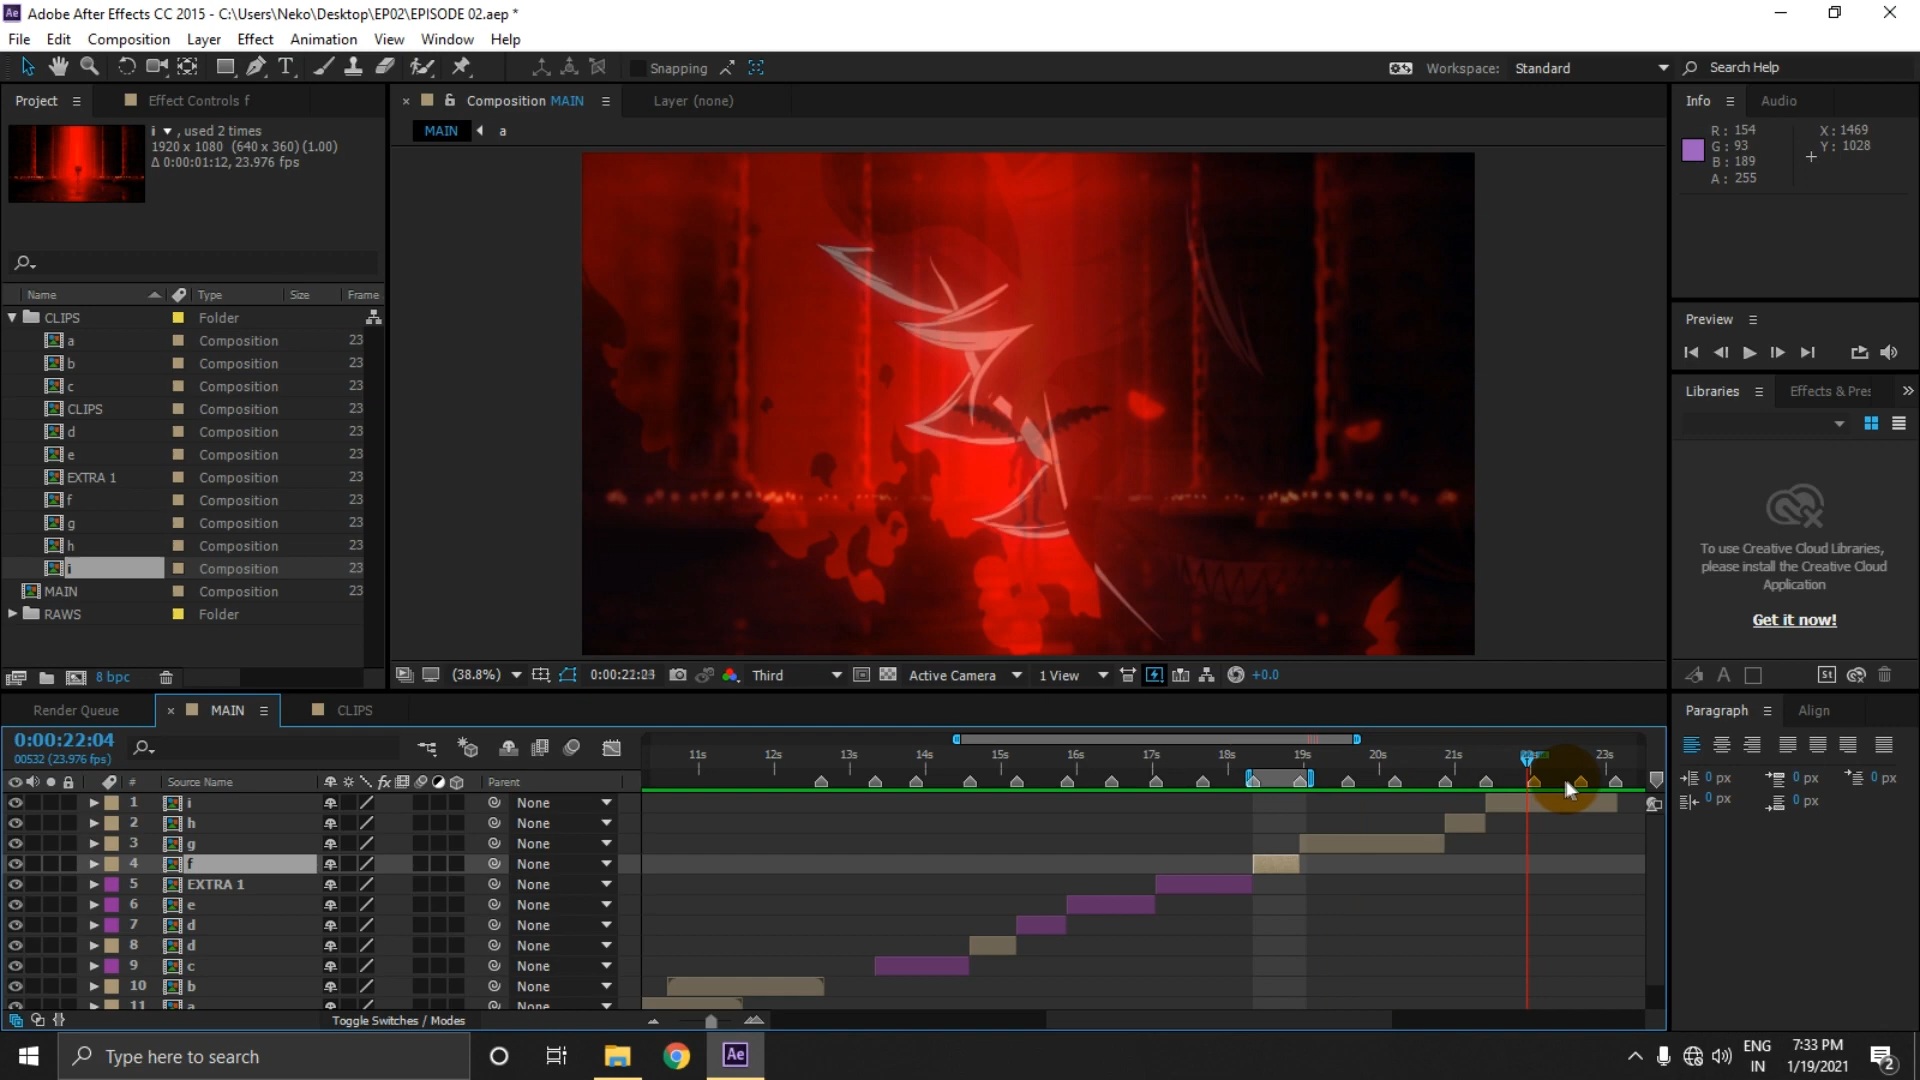 Ae Adobe After Effects CC 2015 - C:\Users\Neko\Desktop\EP02\EPISODE 02.aep *
File Edit Composition Layer Effect Animation View Window Help
Snapping
Workspace: Standard
Search Help
Project
Effect Controls f
i , used 2 times
1920 x 1080 (640 x 360) (1.00)
Δ 0:00:01:12, 23.976 fps
Name Type Size Frame
CLIPS Folder
a Composition 23
b Composition 23
c Composition 23
CLIPS Composition 23
d Composition 23
e Composition 23
EXTRA 1 Composition 23
f Composition 23
g Composition 23
h Composition 23
i Composition 23
MAIN Composition 23
RAWS Folder
8 bpc
Composition MAIN
Layer (none)
MAIN a
(38.8%) Third Active Camera 1 View +0.0
Info Audio
R: 154 X: 1469
G: 93 Y: 1028
B: 189
A: 255
Preview
Libraries Effects & Pre
To use Creative Cloud Libraries,
please install the Creative Cloud
Application
Get it now!
St
Paragraph Align
0 px 0 px 0 px
0 px 0 px
Render Queue MAIN CLIPS
0:00:22:04
00532 (23.976 fps)
11s 12s 13s 14s 15s 16s 17s 18s 19s 20s 21s 23s
# Source Name fx Parent
1 i None
2 h None
3 g None
4 f None
5 EXTRA 1 None
6 e None
7 d None
8 d None
9 c None
10 b None
11 a None
Toggle Switches / Modes
Type here to search
Ae
ENG
IN
7:33 PM
1/19/2021
2